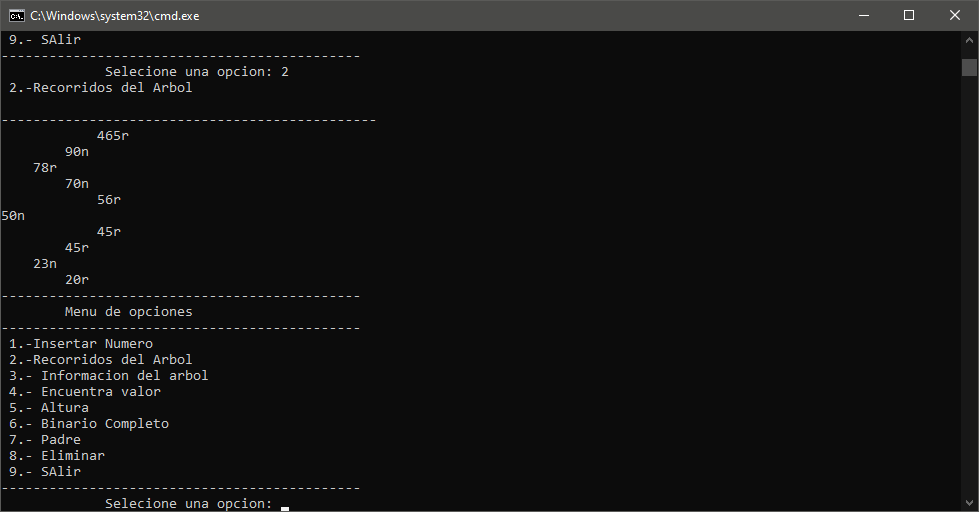 C:\Windows\system32\cmd.exe
9.- SAlir
---------------------------------------------
Selecione una opcion: 2
2.-Recorridos del Arbol
-----------------------------------------------
465r
90n
78r
70n
56r
50n
45r
45r
23n
20r
---------------------------------------------
Menu de opciones
---------------------------------------------
1.-Insertar Numero
2.-Recorridos del Arbol
3.- Informacion del arbol
4.- Encuentra valor
5.- Altura
6.- Binario Completo
7.- Padre
8.- Eliminar
9.- SAlir
---------------------------------------------
Selecione una opcion: